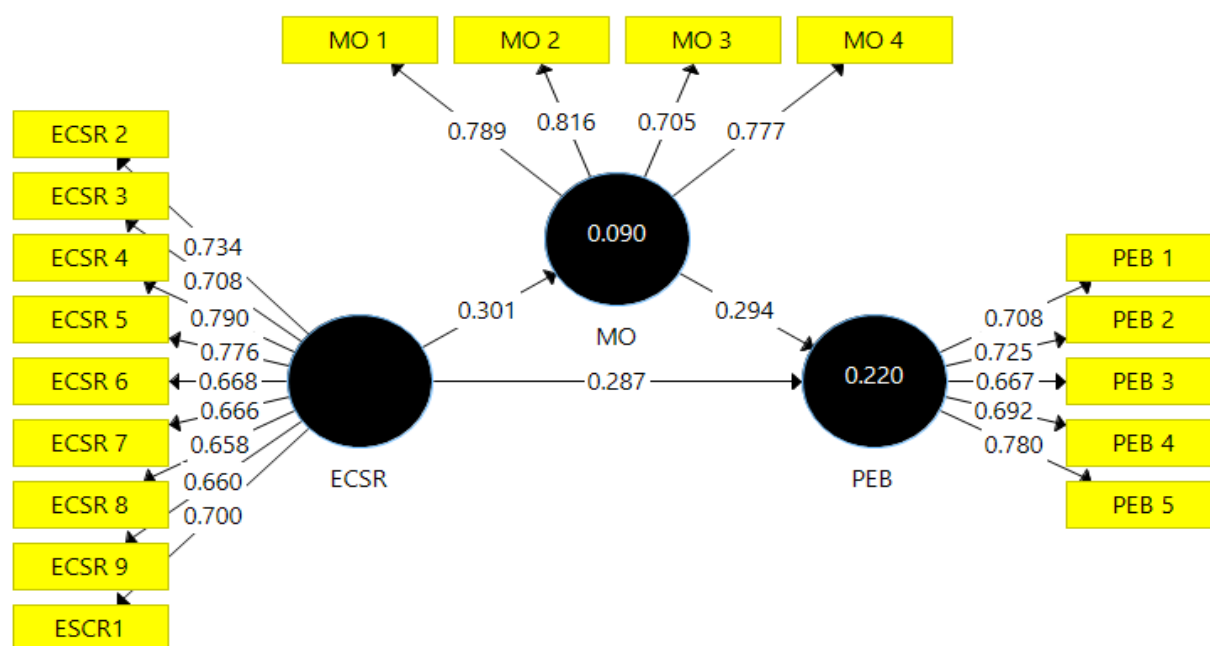 MO 1
MO 2
MO 3
MO 4
0.789
0.816
0.705
0.777
ECSR 2
ECSR 3
ECSR 4
ECSR 5
ECSR 6
ECSR 7
ECSR 8
ECSR 9
ESCR1
0.734
0.708
0.790
0.776
0.668
0.666
0.658
0.660
0.700
ECSR
0.301
0.090
MO
0.294
0.287
0.220
PEB
0.708
0.725
0.667
0.692
0.780
PEB 1
PEB 2
PEB 3
PEB 4
PEB 5